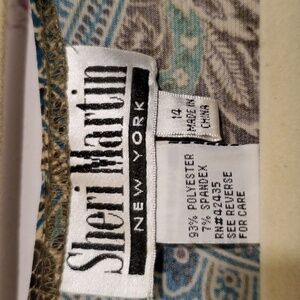 Sheri Martin
NEW YORK
14
MADE IN
CHINA
93% POLYESTER
7% SPANDEX
RN#42435
SEE REVERSE
FOR CARE